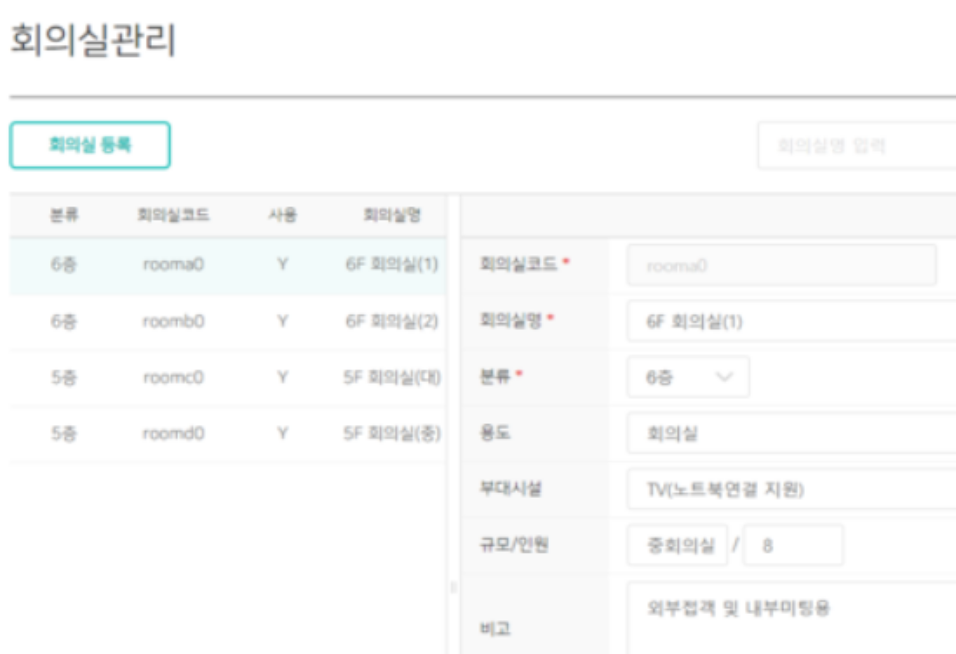 회의실관리
회의실 등록
회의실명 입력
분류 회의실코드 사용 회의실명
6층 rooma0 Y 6F 회의실(1)
6층 roomb0 Y 6F 회의실(2)
5층 roomc0 Y 5F 회의실(대)
5층 roomd0 Y 5F 회의실(중)
회의실코드 * rooma0
회의실명 * 6F 회의실(1)
분류 * 6층
용도 회의실
부대시설 TV(노트북연결 지원)
규모/인원 중회의실 / 8
비고 외부접객 및 내부미팅용